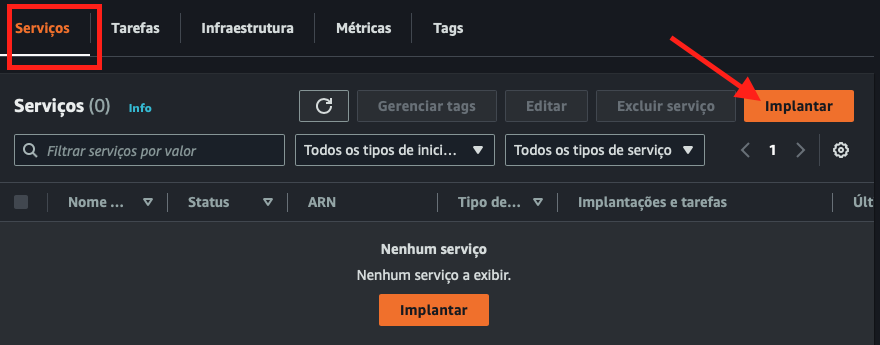 Serviços Tarefas Infraestrutura Métricas Tags
Serviços (0) Info Gerenciar tags Editar Excluir serviço Implantar
Filtrar serviços por valor Todos os tipos de inici... Todos os tipos de serviço 1
Nome ... Status ARN Tipo de... Implantações e tarefas Últ
Nenhum serviço
Nenhum serviço a exibir.
Implantar